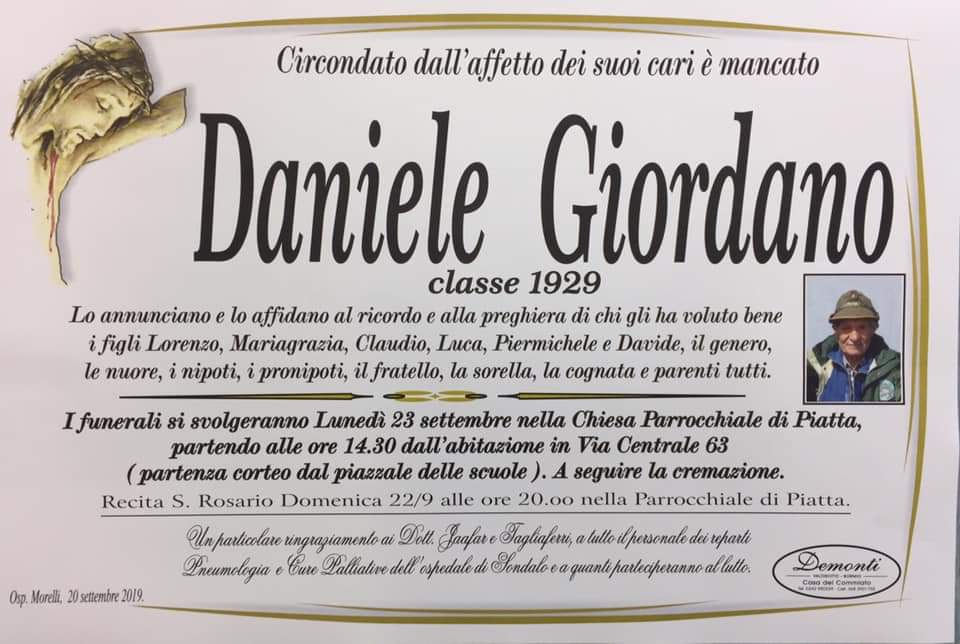 Circondato dall'affetto dei suoi cari è mancato
Daniele Giordano
classe 1929
Lo annunciano e lo affidano al ricordo e alla preghiera di chi gli ha voluto bene
i figli Lorenzo, Mariagrazia, Claudio, Luca, Piermichele e Davide, il genero,
le nuore, i nipoti, i pronipoti, il fratello, la sorella, la cognata e parenti tutti.
I funerali si svolgeranno Lunedì 23 settembre nella Chiesa Parrocchiale di Piatta,
partendo alle ore 14.30 dall'abitazione in Via Centrale 63
( partenza corteo dal piazzale delle scuole ). A seguire la cremazione.
Recita S. Rosario Domenica 22/9 alle ore 20.oo nella Parrocchiale di Piatta.
Un particolare ringraziamento ai Dott. Jaafar e Tagliaferri, a tutto il personale dei reparti
Pneumologia e Cure Palliative dell'ospedale di Sondalo e a quanti parteciperanno al lutto.
Demonti
VALDISOTTO - BORMIO
Casa del Commiato
Osp. Morelli, 20 settembre 2019.